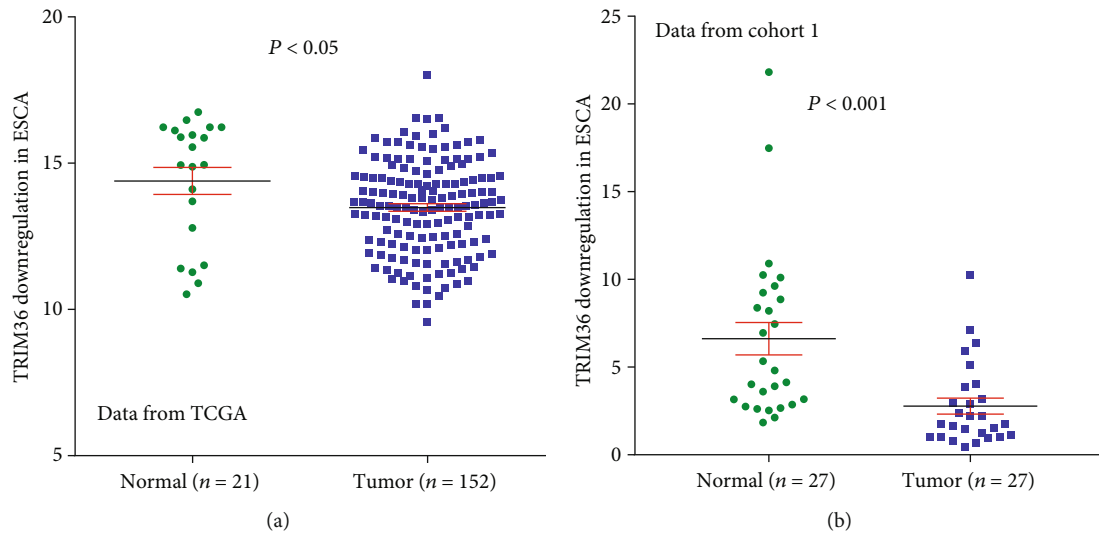 TRIM36 downregulation in ESCA
20
15
10
5
P < 0.05
Data from TCGA
Normal (n = 21)
Tumor (n = 152)
(a)
TRIM36 downregulation in ESCA
25
20
15
10
5
0
Data from cohort 1
P < 0.001
Normal (n = 27)
Tumor (n = 27)
(b)